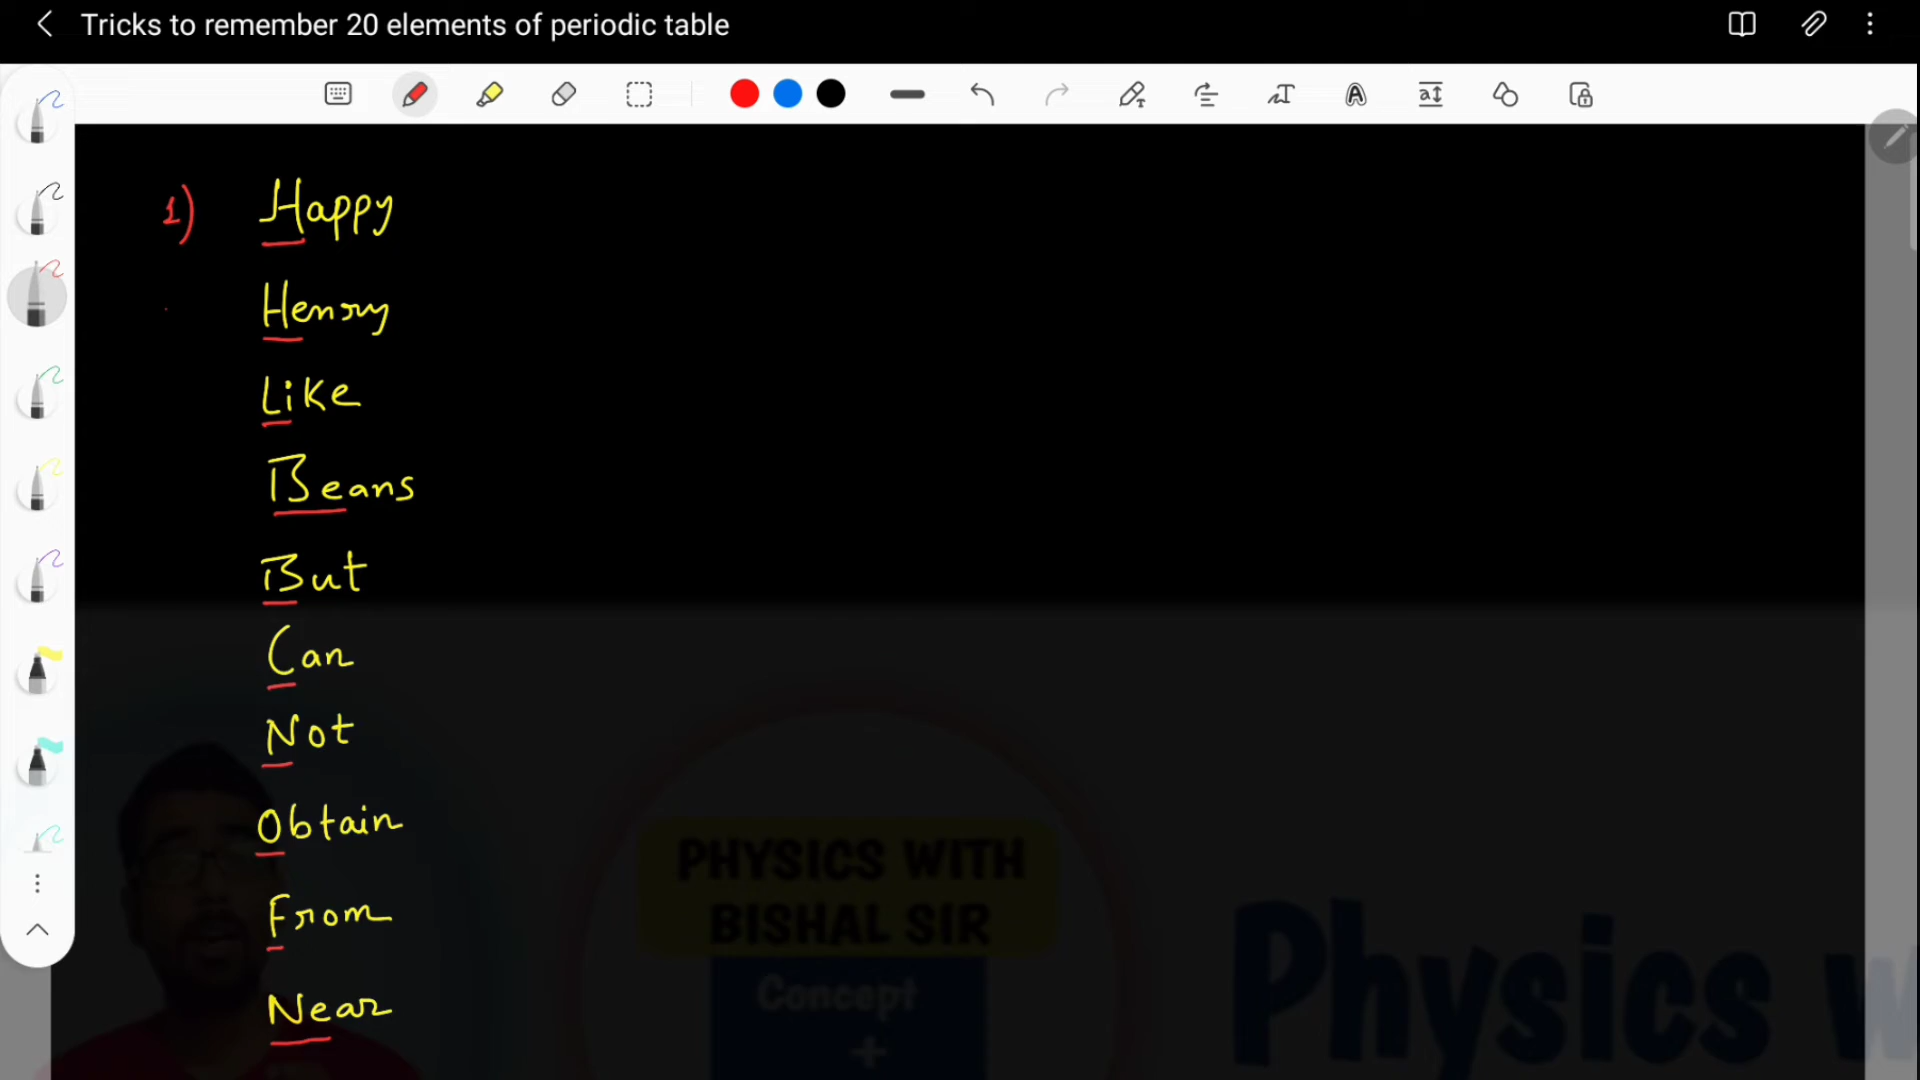 Tricks to remember 20 elements of periodic table
1) Happy
Henry
Like
Beans
But
Can
Not
Obtain
From
Near
PHYSICS WITH
BISHAL SIR
Concept
+
Physics w